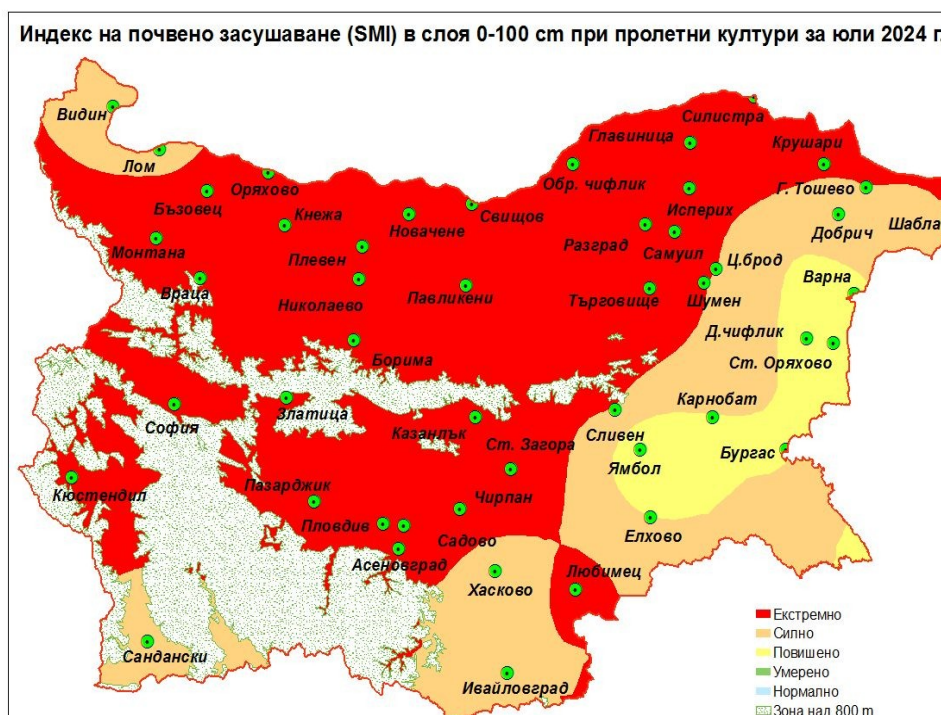 Индекс на почвено засушаване (SMI) в слоя 0-100 cm при пролетни култури за юли 2024 г.
Видин
Лом
Силистра
Главиница
Крушари
Оряхово
Обр. чифлик
Г. Тошево
Бъзовец
Кнежа
Свищов
Исперих
Новачене
Добрич
Шабла
Монтана
Разград
Самуил
Плевен
Ц.брод
Враца
Варна
Николаево
Павликени
Търговище
Шумен
Д.чифлик
Борима
Ст. Оряхово
Златица
Карнобат
София
Казанлък
Ст. Загора
Сливен
Ямбол
Бургас
Кюстендил
Пазарджик
Чирпан
Пловдив
Садово
Елхово
Асеновград
Хасково
Любимец
Сандански
Ивайловград
Екстремно
Силно
Повишено
Умерено
Нормално
Зона над 800 m